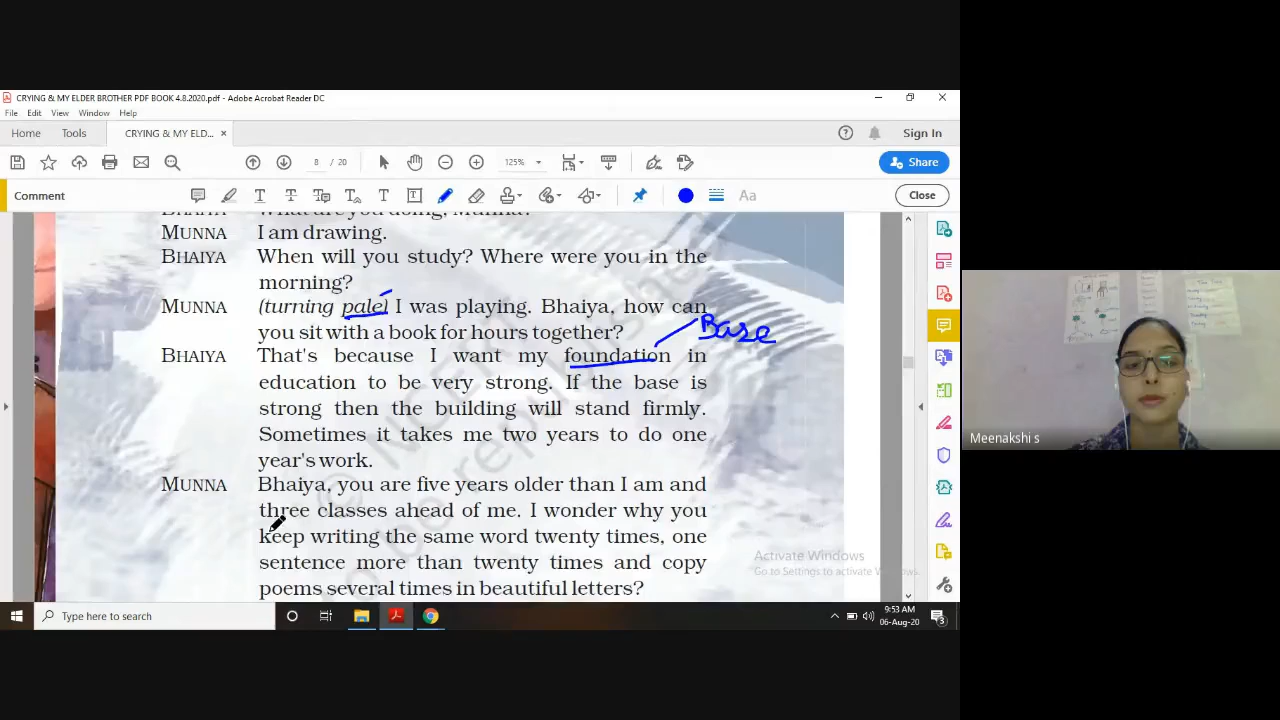 CRYING & MY ELDER BROTHER PDF BOOK 4.8.2020.pdf - Adobe Acrobat Reader DC
File Edit View Window Help
Home Tools CRYING & MY ELD... × Sign In
8 / 20 125% Share
Comment Aa Close
BHAIYA What are you doing, Munna?
MUNNA I am drawing.
BHAIYA When will you study? Where were you in the
morning?
MUNNA (turning pale) I was playing. Bhaiya, how can
you sit with a book for hours together?
Base
BHAIYA That's because I want my foundation in
education to be very strong. If the base is
strong then the building will stand firmly.
Sometimes it takes me two years to do one
year's work.
MUNNA Bhaiya, you are five years older than I am and
three classes ahead of me. I wonder why you
keep writing the same word twenty times, one
sentence more than twenty times and copy
poems several times in beautiful letters?
Activate Windows
Go to Settings to activate Windows.
Meenakshi s
Type here to search
9:53 AM
06-Aug-20
3